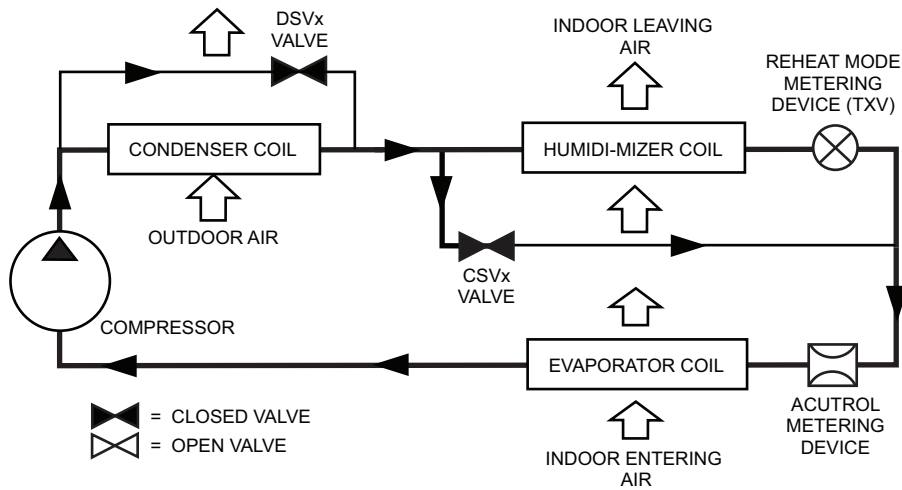 DSVx
VALVE
INDOOR LEAVING
AIR
REHEAT MODE
METERING
DEVICE (TXV)
CONDENSER COIL
HUMIDI-MIZER COIL
OUTDOOR AIR
CSVx
VALVE
COMPRESSOR
EVAPORATOR COIL
ACUTROL
METERING
DEVICE
= CLOSED VALVE
= OPEN VALVE
INDOOR ENTERING
AIR